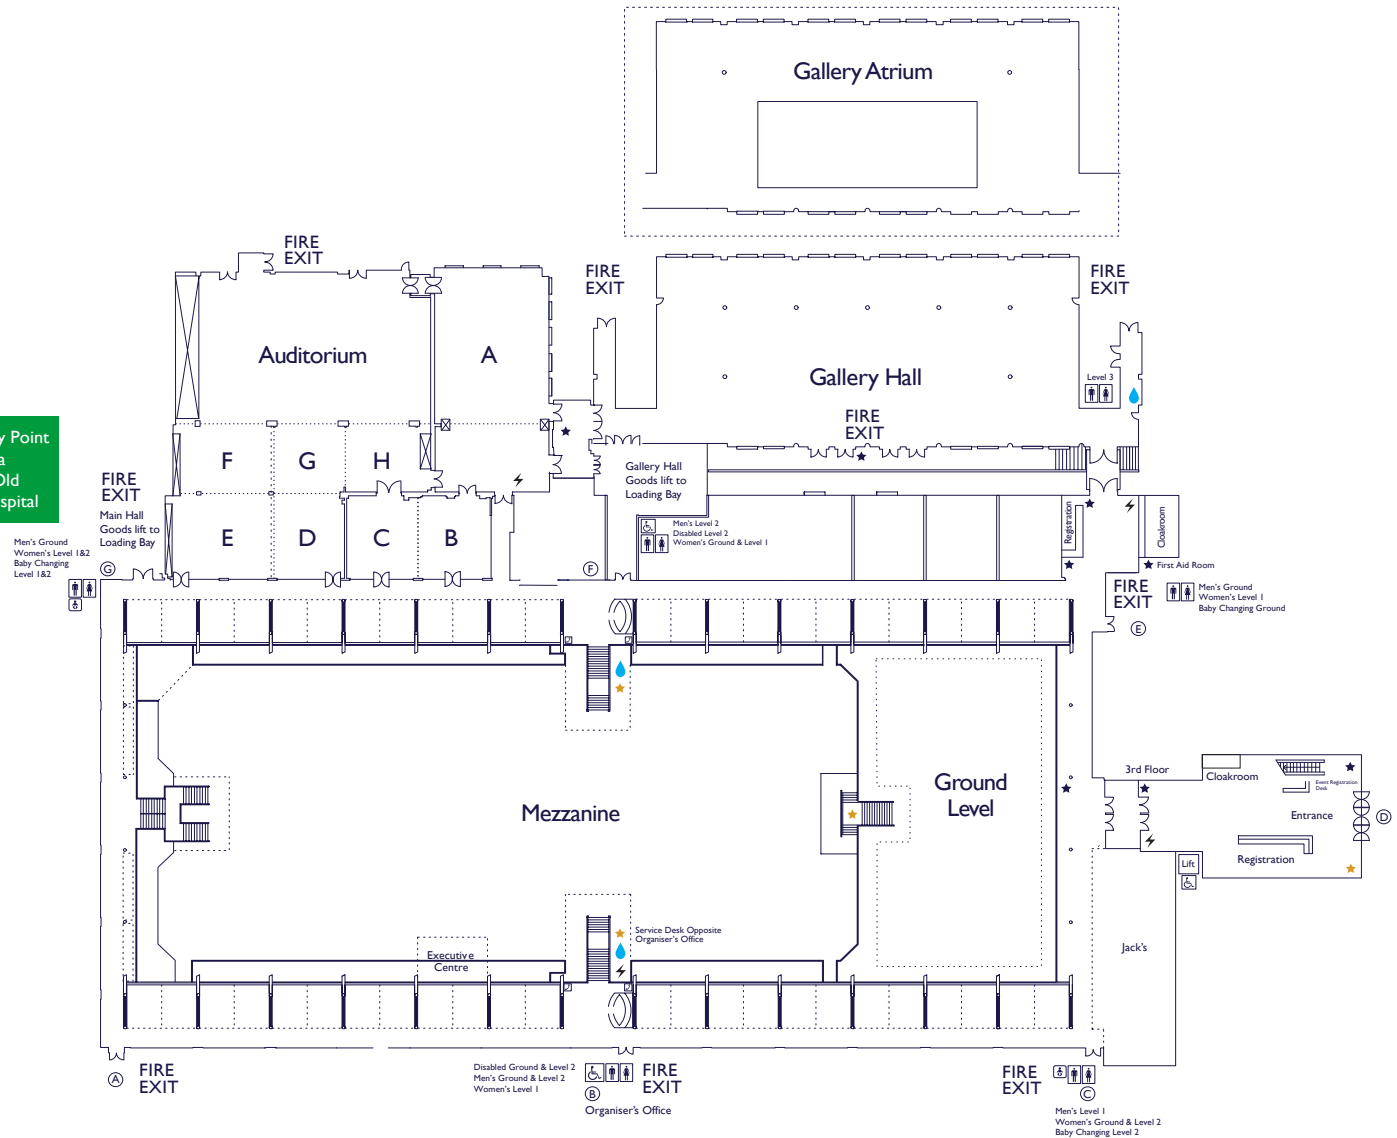 Gallery Atrium
FIRE
EXIT
FIRE
EXIT
FIRE
EXIT
Auditorium
A
Gallery Hall
Level 3
FIRE
EXIT
y Point
a
Old
spital
F
G
H
FIRE
EXIT
Main Hall
Goods lift to
Loading Bay
Gallery Hall
Goods lift to
Loading Bay
E
D
C
B
Men's Level 2
Disabled Level 2
Women's Ground & Level 1
Registration
Cloakroom
First Aid Room
Men's Ground
Women's Level 1&2
Baby Changing
Level 1&2
G
F
FIRE
EXIT
Men's Ground
Women's Level 1
Baby Changing Ground
E
Mezzanine
Ground
Level
3rd Floor
Cloakroom
Event Registration
Desk
Entrance
D
Registration
Lift
Jack's
Service Desk Opposite
Organiser's Office
Executive
Centre
A
FIRE
EXIT
Disabled Ground & Level 2
Men's Ground & Level 2
Women's Level 1
B
FIRE
EXIT
Organiser's Office
FIRE
EXIT
C
Men's Level 1
Women's Ground & Level 2
Baby Changing Level 2